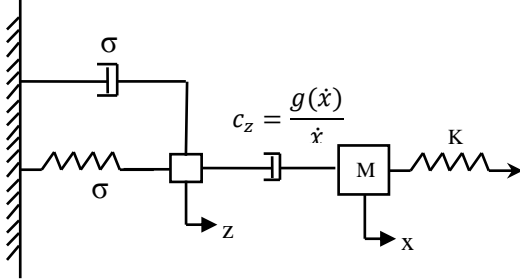 σ
c_z = g(ẋ) / ẋ
K
M
σ
z
x